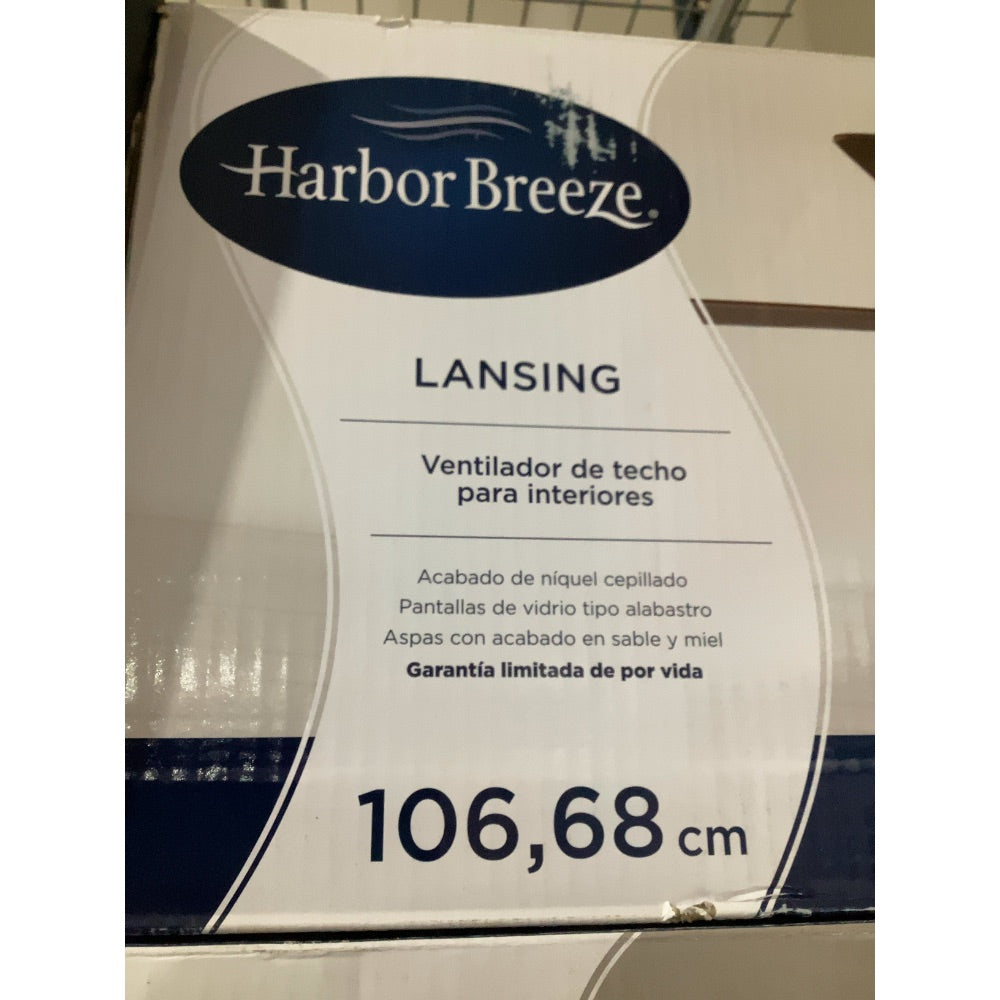 Harbor Breeze®
LANSING
Ventilador de techo
para interiores
Acabado de níquel cepillado
Pantallas de vidrio tipo alabastro
Aspas con acabado en sable y miel
Garantía limitada de por vida
106,68 cm